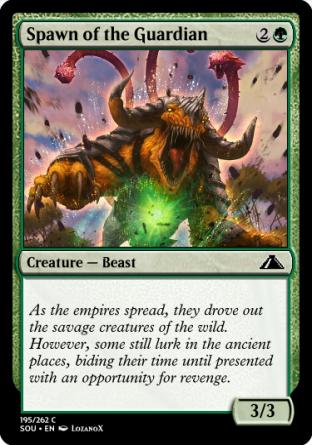 Spawn of the Guardian 2
Creature — Beast
As the empires spread, they drove out
the savage creatures of the wild.
However, some still lurk in the ancient
places, biding their time until presented
with an opportunity for revenge.
3/3
195/262 C
SOU • EN LozanoX